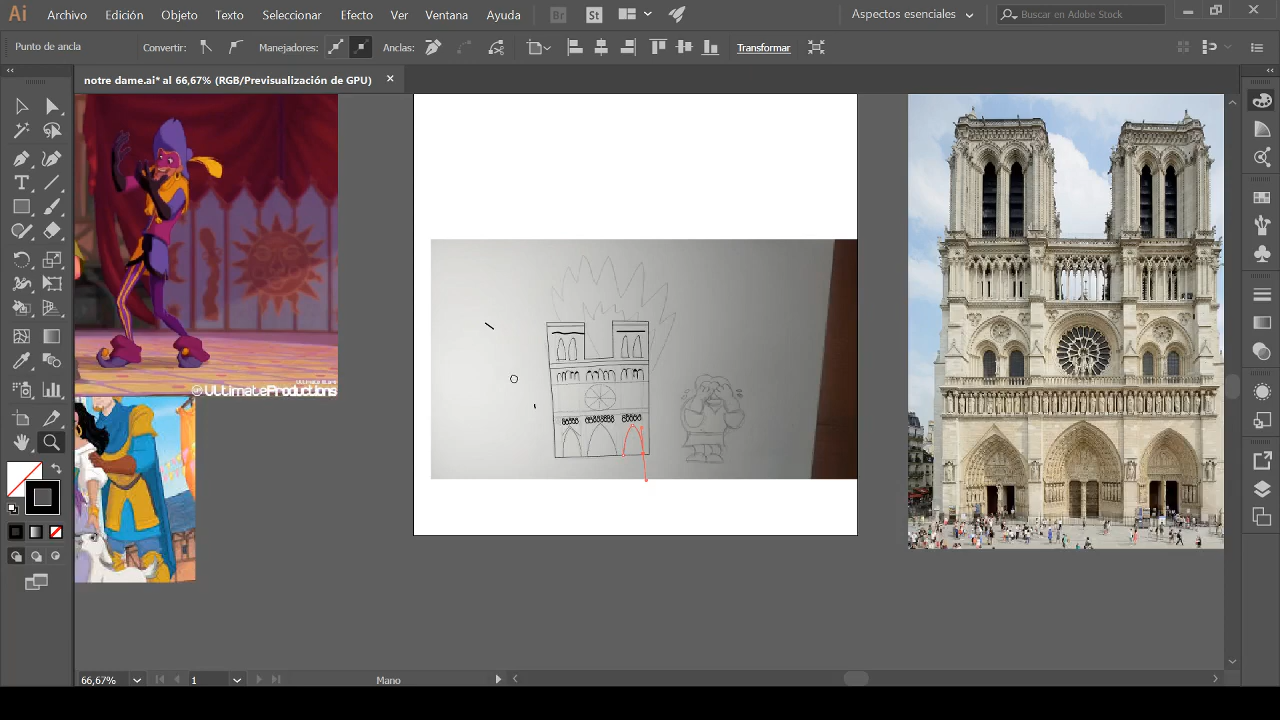 Ai Archivo Edición Objeto Texto Seleccionar Efecto Ver Ventana Ayuda Br St Aspectos esenciales Buscar en Adobe Stock
Punto de ancla Convertir: Manejadores: Anclas: Transformar
notre dame.ai* al 66,67% (RGB/Previsualización de GPU)
ULtimateProductions
66,67% 1 Mano